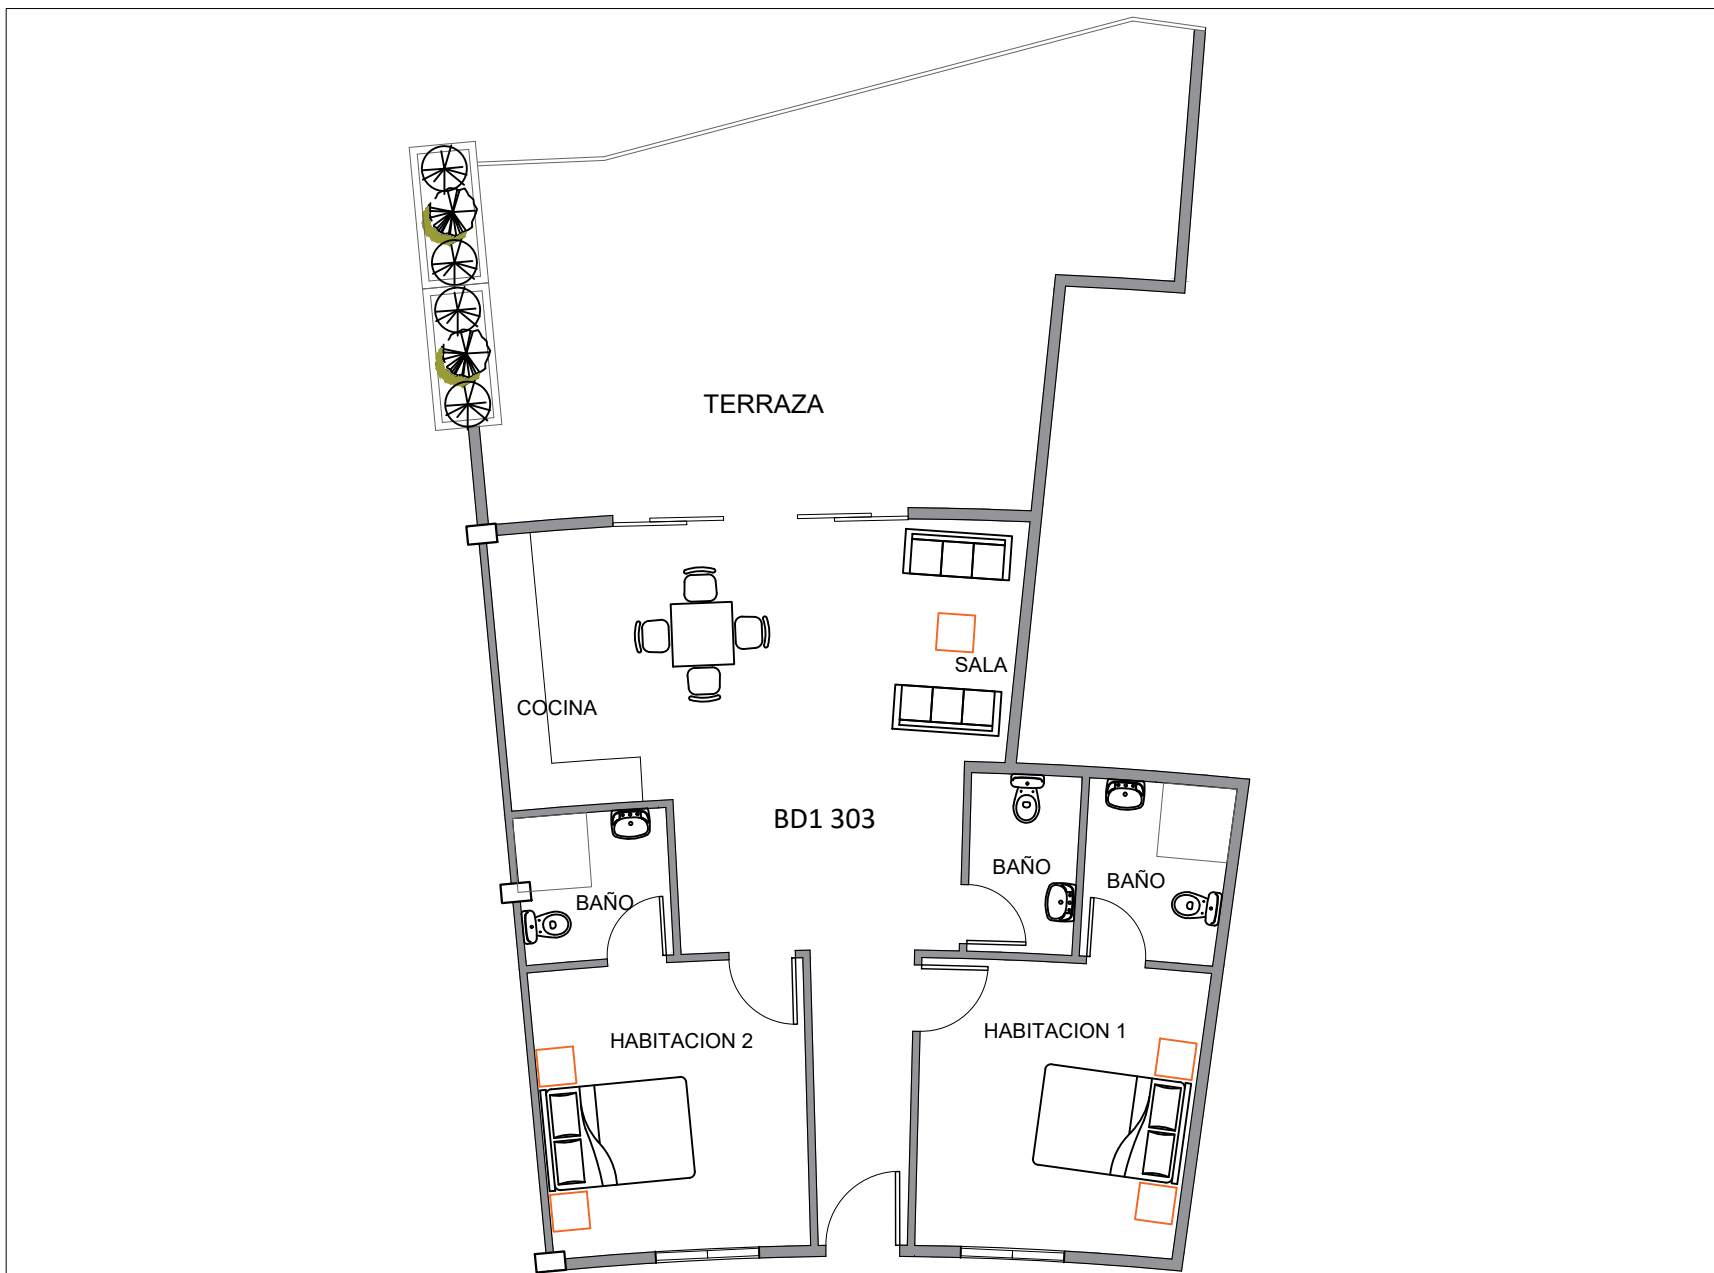 TERRAZA
SALA
COCINA
BD1 303
BAÑO
BAÑO
BAÑO
HABITACION 1
HABITACION 2